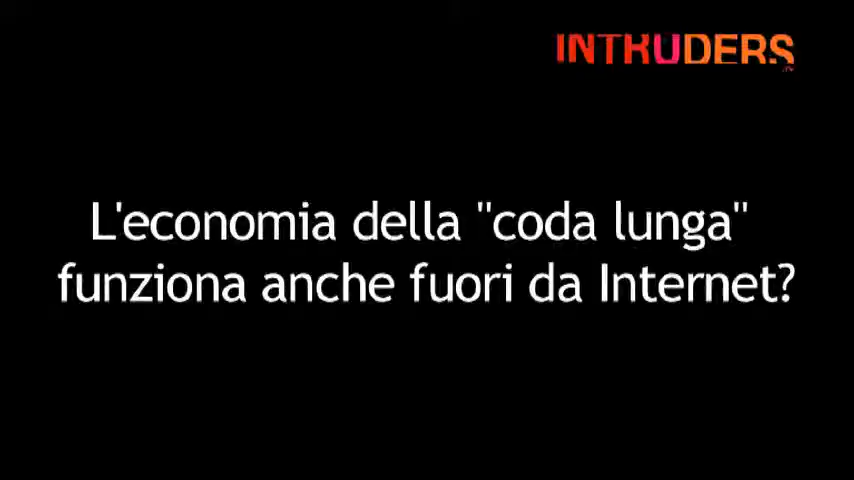 INTRUDERS
L'economia della "coda lunga"
funziona anche fuori da Internet?